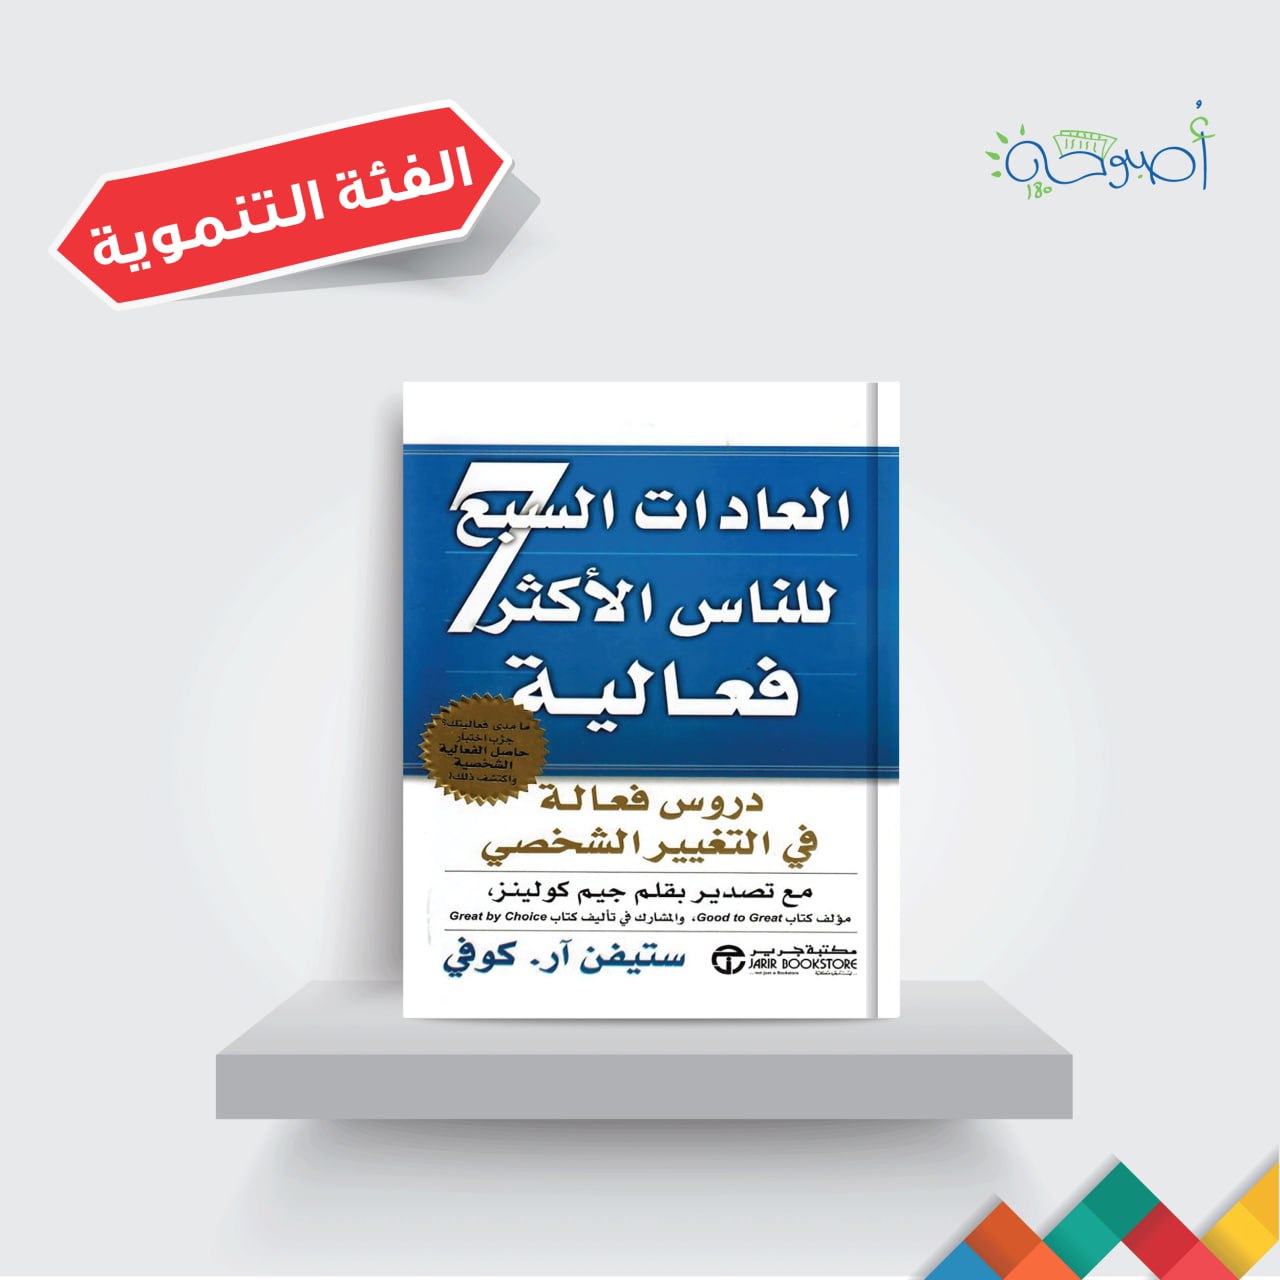 الفئة التنموية
أصبوحة
180
العادات السبع 7
للناس الأكثر
فعالية
ما مدى فعاليتك؟
جرّب اختبار
حاصل الفعالية
الشخصية
واكتشف ذلك!
دروس فعالة
في التغيير الشخصي
مع تصدير بقلم جيم كولينز،
مؤلف كتاب Good to Great، والمشارك في تأليف كتاب Great by Choice
مكتبة جرير
JARIR BOOKSTORE
... not just a Bookstore
ستيفن آر. كوفي